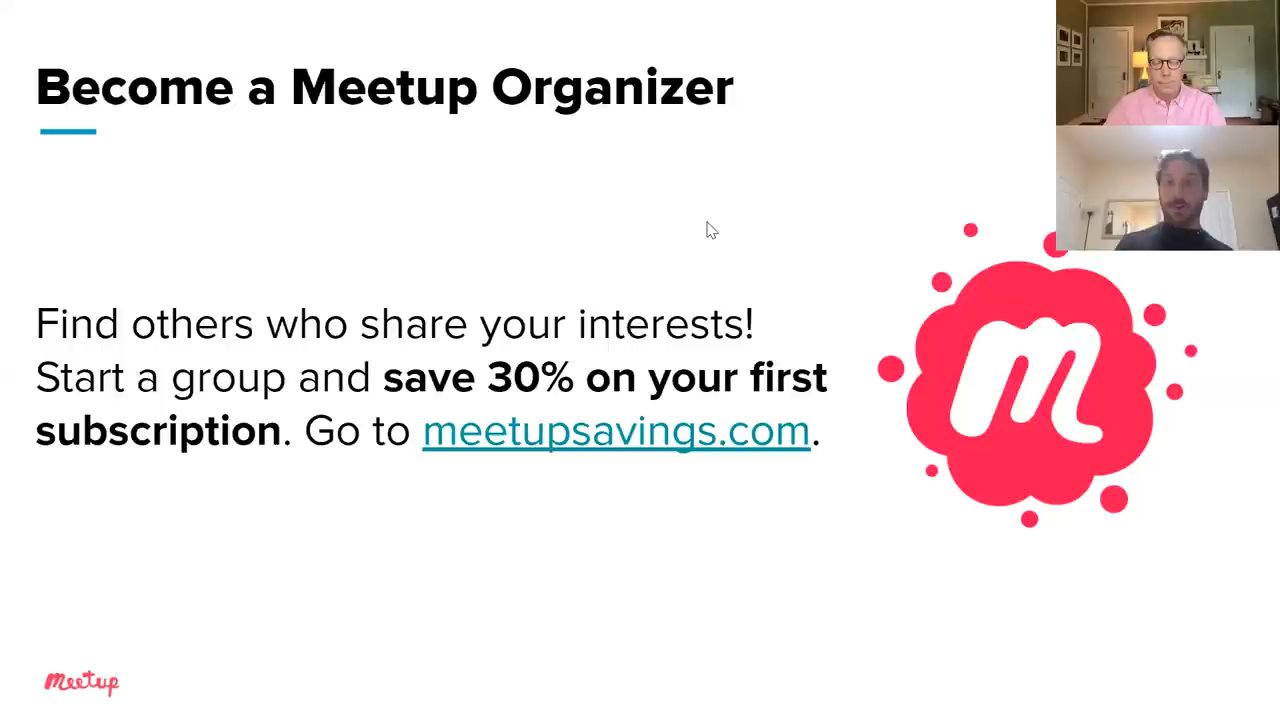 Become a Meetup Organizer
Find others who share your interests!
Start a group and save 30% on your first
subscription. Go to meetupsavings.com.
m
meetup